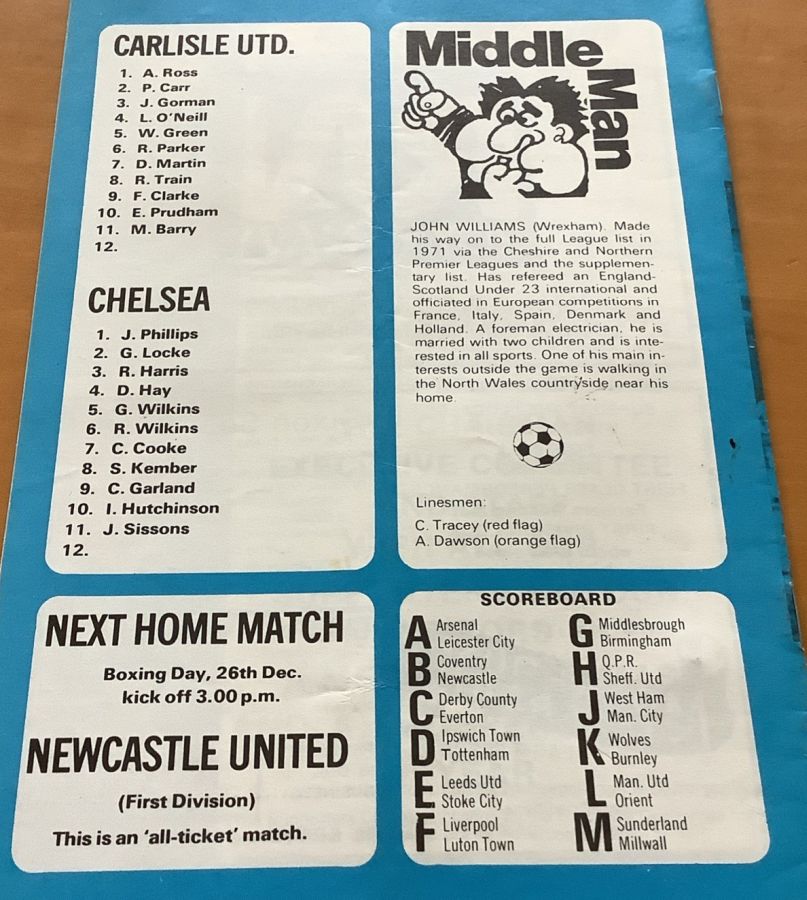 CARLISLE UTD.
1. A. Ross
2. P. Carr
3. J. Gorman
4. L. O'Neill
5. W. Green
6. R. Parker
7. D. Martin
8. R. Train
9. F. Clarke
10. E. Prudham
11. M. Barry
12.
CHELSEA
1. J. Phillips
2. G. Locke
3. R. Harris
4. D. Hay
5. G. Wilkins
6. R. Wilkins
7. C. Cooke
8. S. Kember
9. C. Garland
10. I. Hutchinson
11. J. Sissons
12.
Middle
Man
JOHN WILLIAMS (Wrexham). Made
his way on to the full League list in
1971 via the Cheshire and Northern
Premier Leagues and the supplemen-
tary list. Has refereed an England-
Scotland Under 23 international and
officiated in European competitions in
France, Italy, Spain, Denmark and
Holland. A foreman electrician, he is
married with two children and is inte-
rested in all sports. One of his main in-
terests outside the game is walking in
the North Wales countryside near his
home.
Linesmen:
C. Tracey (red flag)
A. Dawson (orange flag)
NEXT HOME MATCH
Boxing Day, 26th Dec.
kick off 3.00 p.m.
NEWCASTLE UNITED
(First Division)
This is an 'all-ticket' match.
SCOREBOARD
A Arsenal
Leicester City
B Coventry
Newcastle
C Derby County
Everton
D Ipswich Town
Tottenham
E Leeds Utd
Stoke City
F Liverpool
Luton Town
G Middlesbrough
Birmingham
H Q.P.R.
Sheff. Utd
J West Ham
Man. City
K Wolves
Burnley
L Man. Utd
Orient
M Sunderland
Millwall